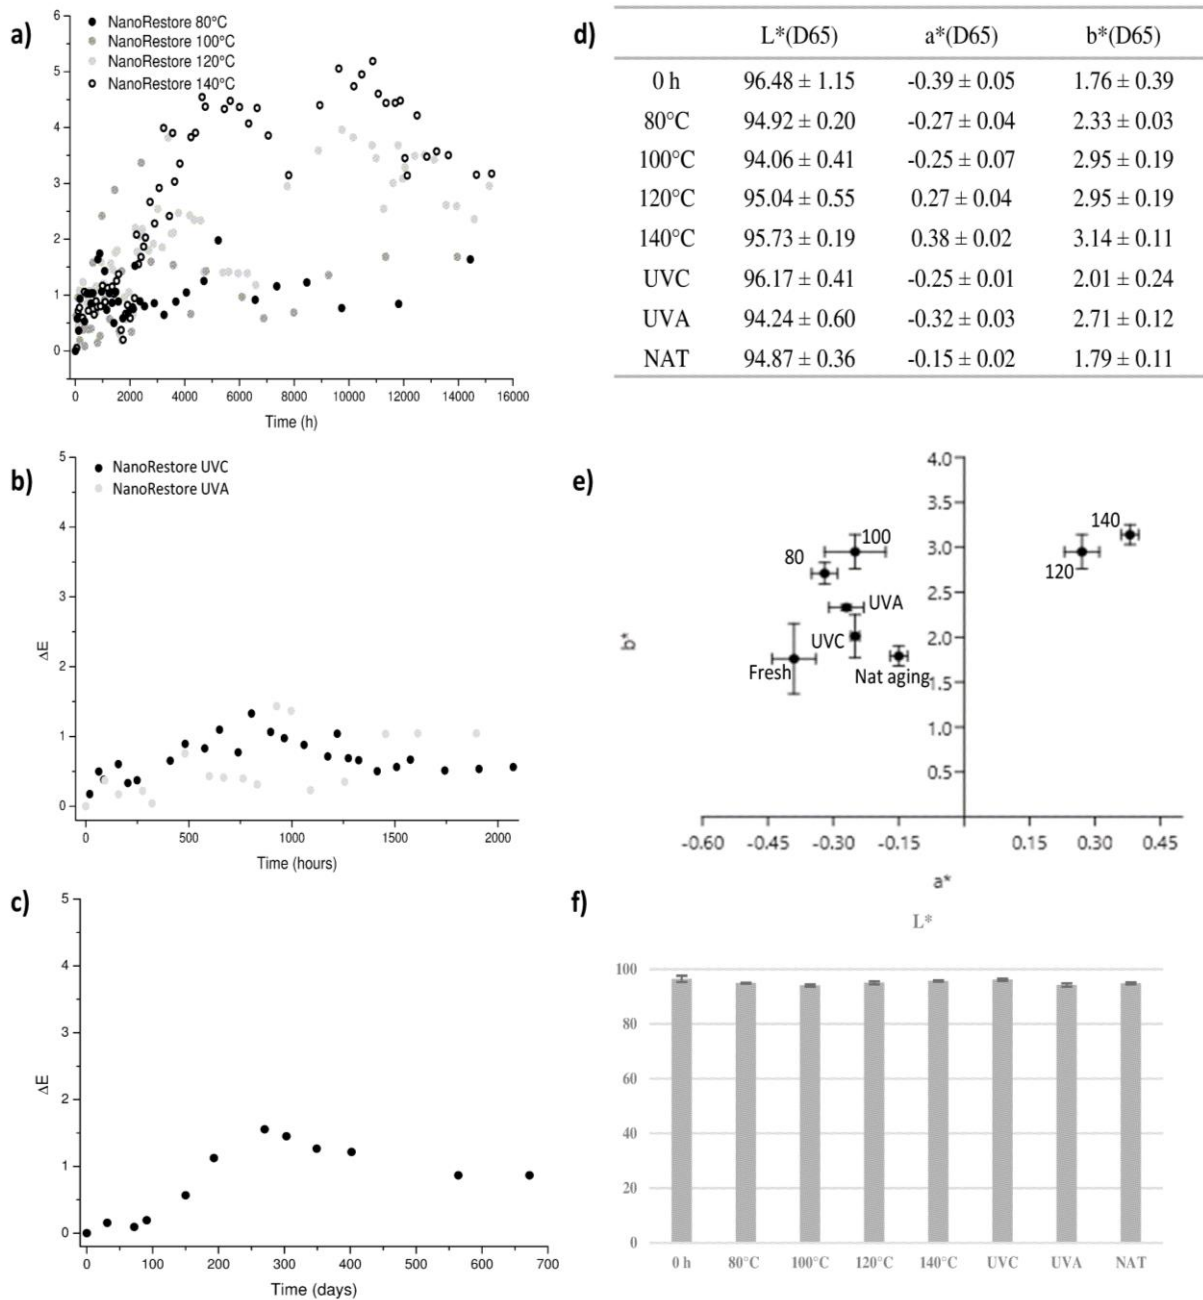 a)
6
5
4
3
2
1
0
NanoRestore 80°C
NanoRestore 100°C
NanoRestore 120°C
NanoRestore 140°C
0 2000 4000 6000 8000 10000 12000 14000 16000
Time (h)
d)
L*(D65) a*(D65) b*(D65)
0 h 96.48 ± 1.15 -0.39 ± 0.05 1.76 ± 0.39
80°C 94.92 ± 0.20 -0.27 ± 0.04 2.33 ± 0.03
100°C 94.06 ± 0.41 -0.25 ± 0.07 2.95 ± 0.19
120°C 95.04 ± 0.55 0.27 ± 0.04 2.95 ± 0.19
140°C 95.73 ± 0.19 0.38 ± 0.02 3.14 ± 0.11
UVC 96.17 ± 0.41 -0.25 ± 0.01 2.01 ± 0.24
UVA 94.24 ± 0.60 -0.32 ± 0.03 2.71 ± 0.12
NAT 94.87 ± 0.36 -0.15 ± 0.02 1.79 ± 0.11
b)
5
4
3
2
1
0
ΔE
NanoRestore UVC
NanoRestore UVA
0 500 1000 1500 2000
Time (hours)
e)
4.0
3.5
3.0
2.5
2.0
1.5
1.0
0.5
b*
80
100
UVA
UVC
Fresh
Nat aging
120
140
-0.60 -0.45 -0.30 -0.15 0.15 0.30 0.45
a*
c)
5
4
3
2
1
0
ΔE
0 100 200 300 400 500 600 700
Time (days)
f)
L*
100
80
60
40
20
0
0 h 80°C 100°C 120°C 140°C UVC UVA NAT